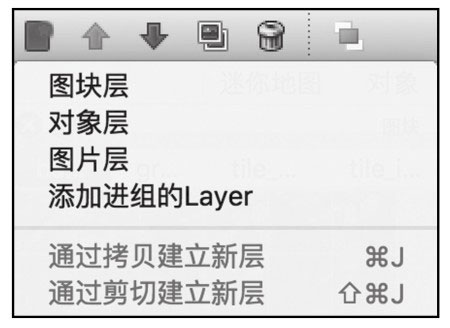 图块层
对象层
图片层
添加进组的Layer
通过拷贝建立新层 ⌘J
通过剪切建立新层 ⇧⌘J
迷你地图 对象
图块
gr... tile_... tile_i...